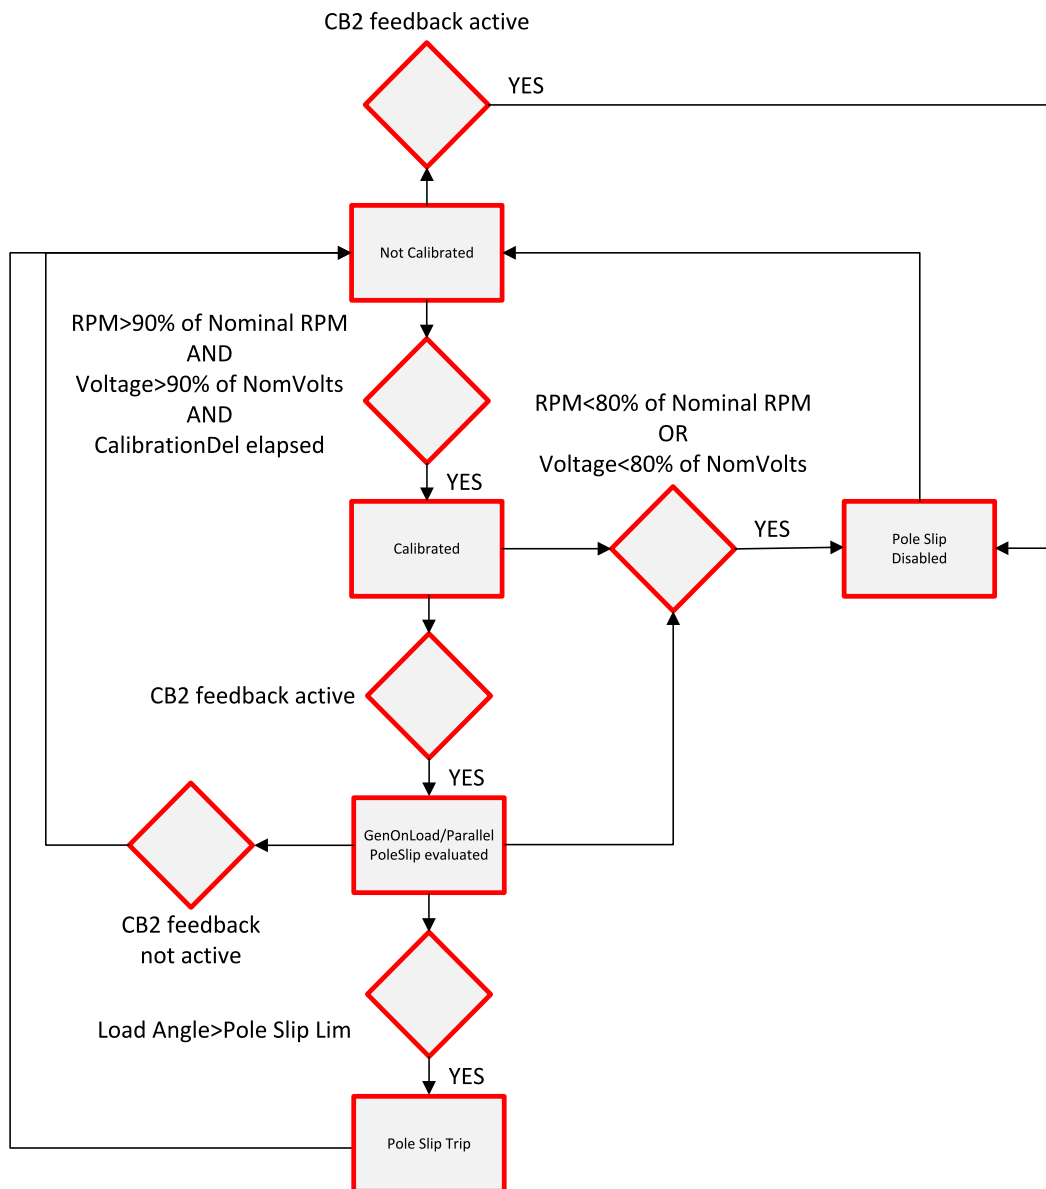 CB2 feedback active
YES
Not Calibrated
RPM>90% of Nominal RPM
AND
Voltage>90% of NomVolts
AND
CalibrationDel elapsed
YES
RPM<80% of Nominal RPM
OR
Voltage<80% of NomVolts
YES
Calibrated
Pole Slip
Disabled
CB2 feedback active
YES
GenOnLoad/Parallel
PoleSlip evaluated
CB2 feedback
not active
Load Angle>Pole Slip Lim
YES
Pole Slip Trip